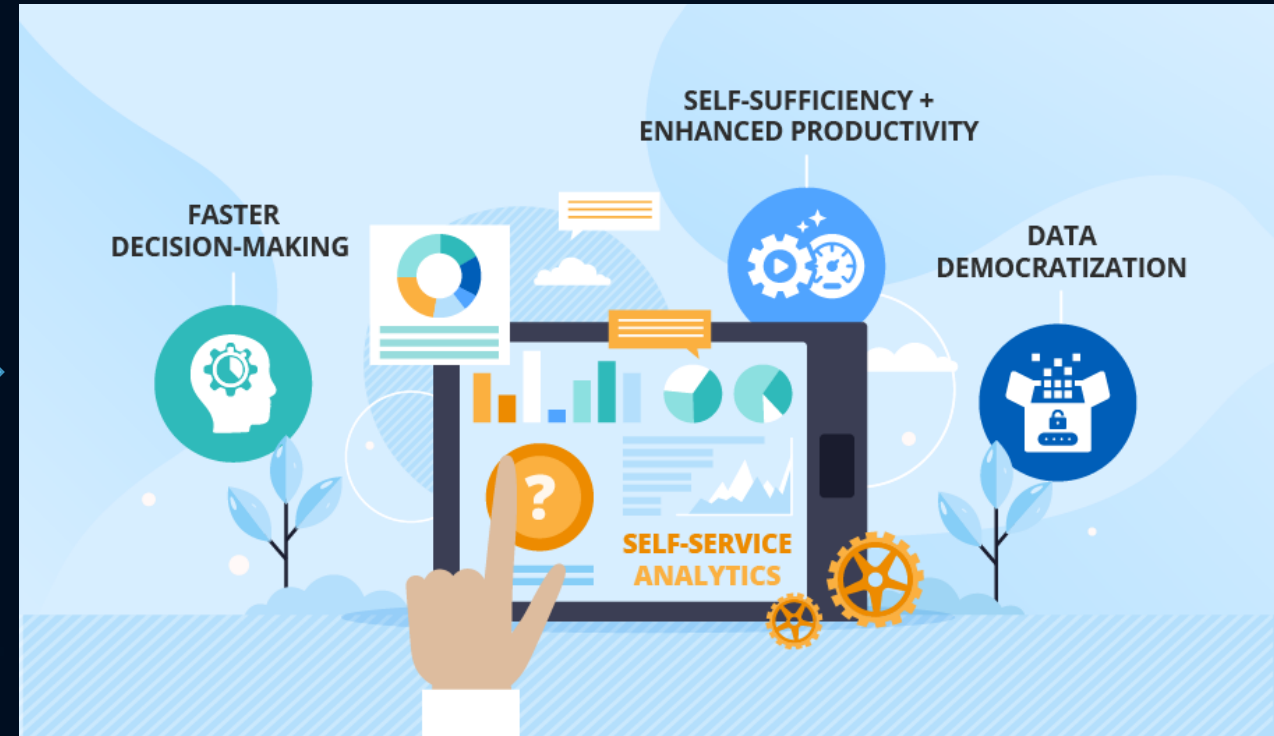 SELF-SUFFICIENCY +
ENHANCED PRODUCTIVITY
FASTER
DECISION-MAKING
DATA
DEMOCRATIZATION
?
SELF-SERVICE
ANALYTICS